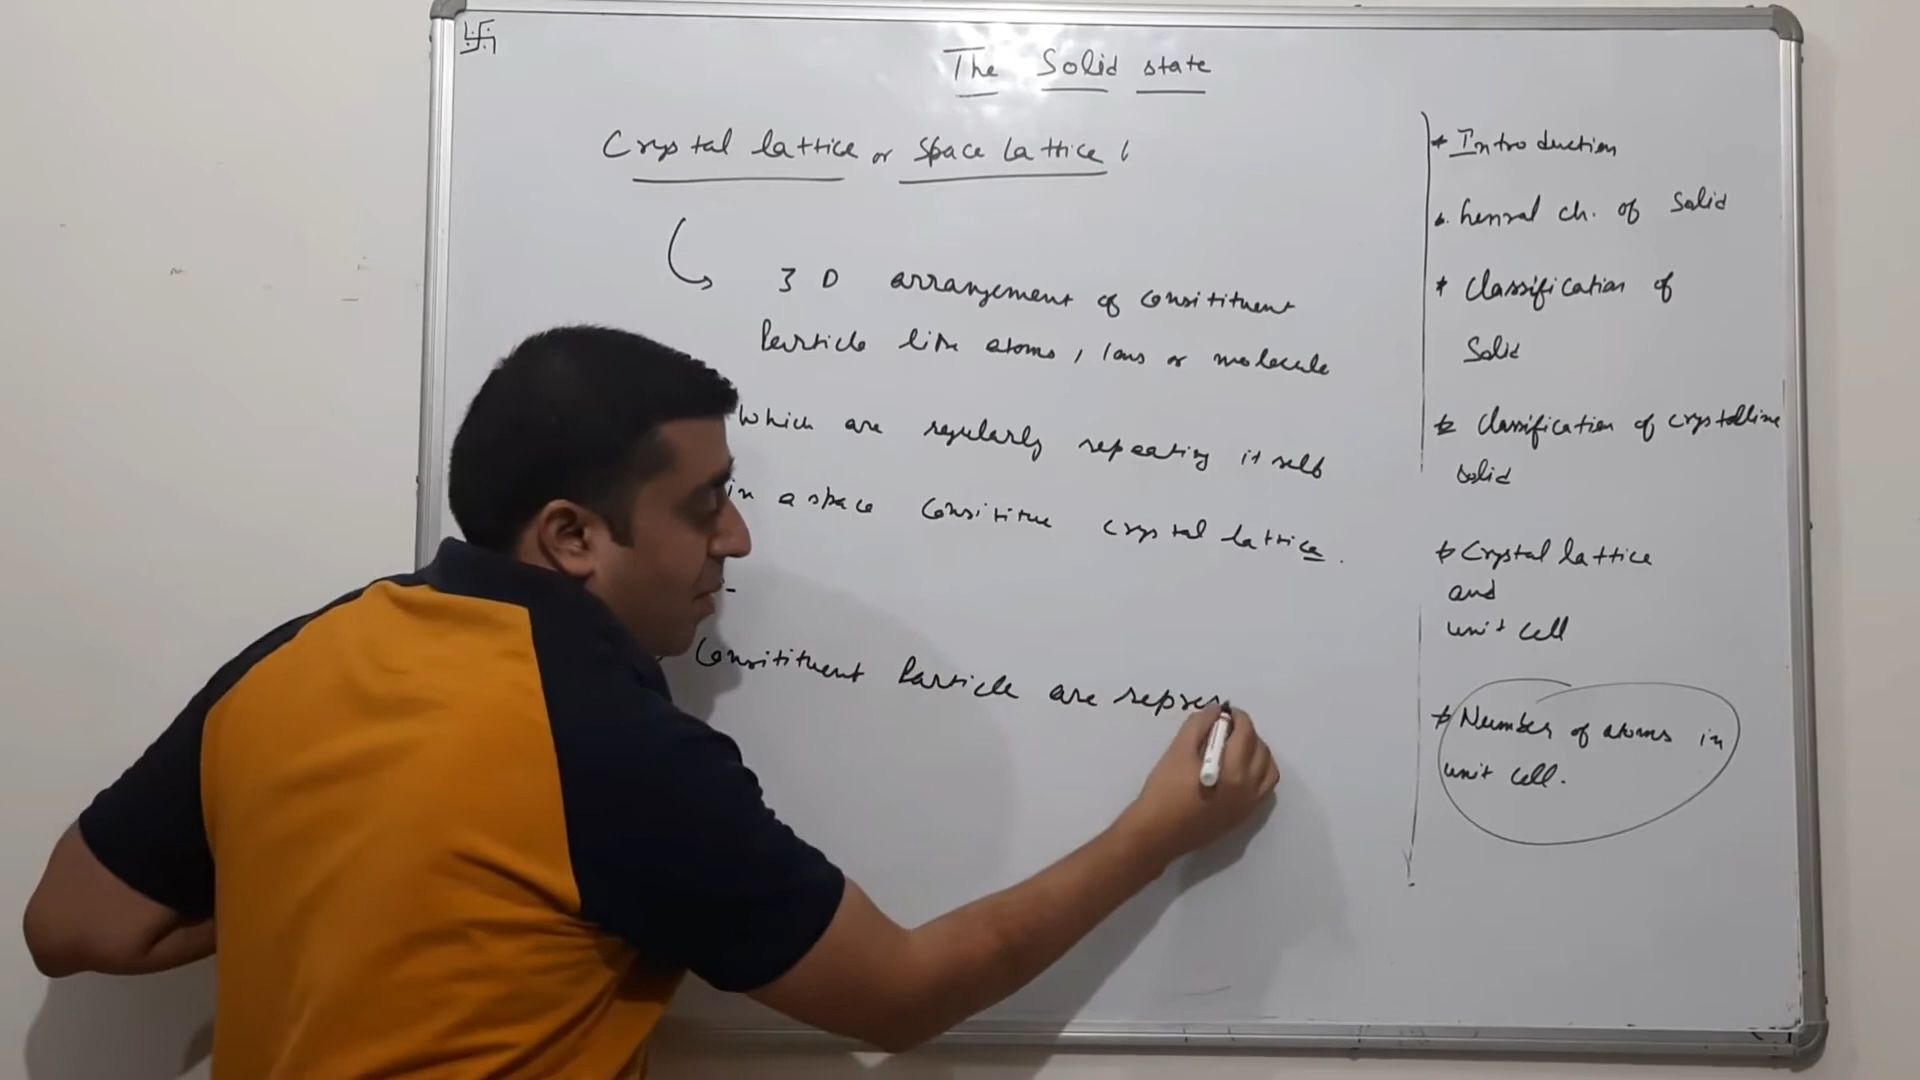 卐
The Solid state
Crystal lattice or Space Lattice
3 D arrangement of Consitituent
Particle like atoms, Ions or molecule
Which are regularly repeating it self
in a space Consititue crystal lattice.
Consitituent Particle are repres
* Introduction
Genral ch. of Solid
* Classification of
Solid
* Classification of crystalline
solid
* Crystal lattice
and
unit cell
* Number of atoms in
unit cell.